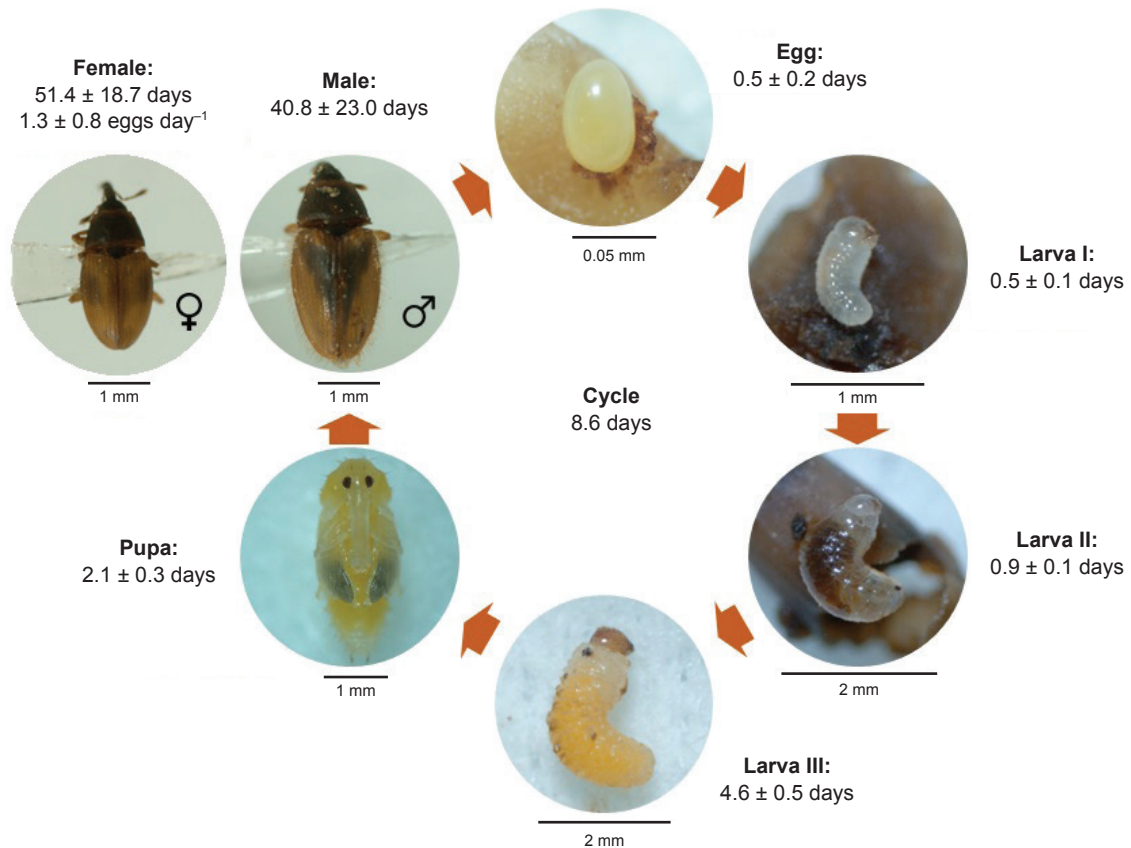 Female:
51.4 ± 18.7 days
1.3 ± 0.8 eggs day⁻¹
Male:
40.8 ± 23.0 days
Egg:
0.5 ± 0.2 days
0.05 mm
Larva I:
0.5 ± 0.1 days
♀
♂
1 mm
1 mm
1 mm
Cycle
8.6 days
Pupa:
2.1 ± 0.3 days
Larva II:
0.9 ± 0.1 days
1 mm
2 mm
Larva III:
4.6 ± 0.5 days
2 mm